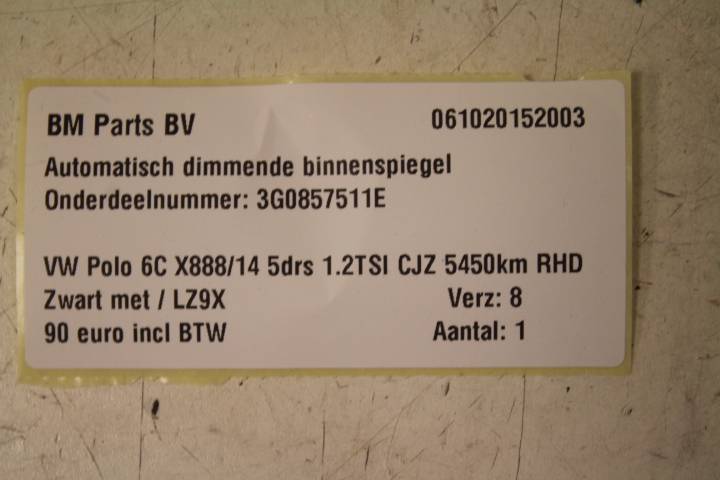 BM Parts BV 061020152003
Automatisch dimmende binnenspiegel
Onderdeelnummer: 3G0857511E
VW Polo 6C X888/14 5drs 1.2TSI CJZ 5450km RHD
Zwart met / LZ9X Verz: 8
90 euro incl BTW Aantal: 1